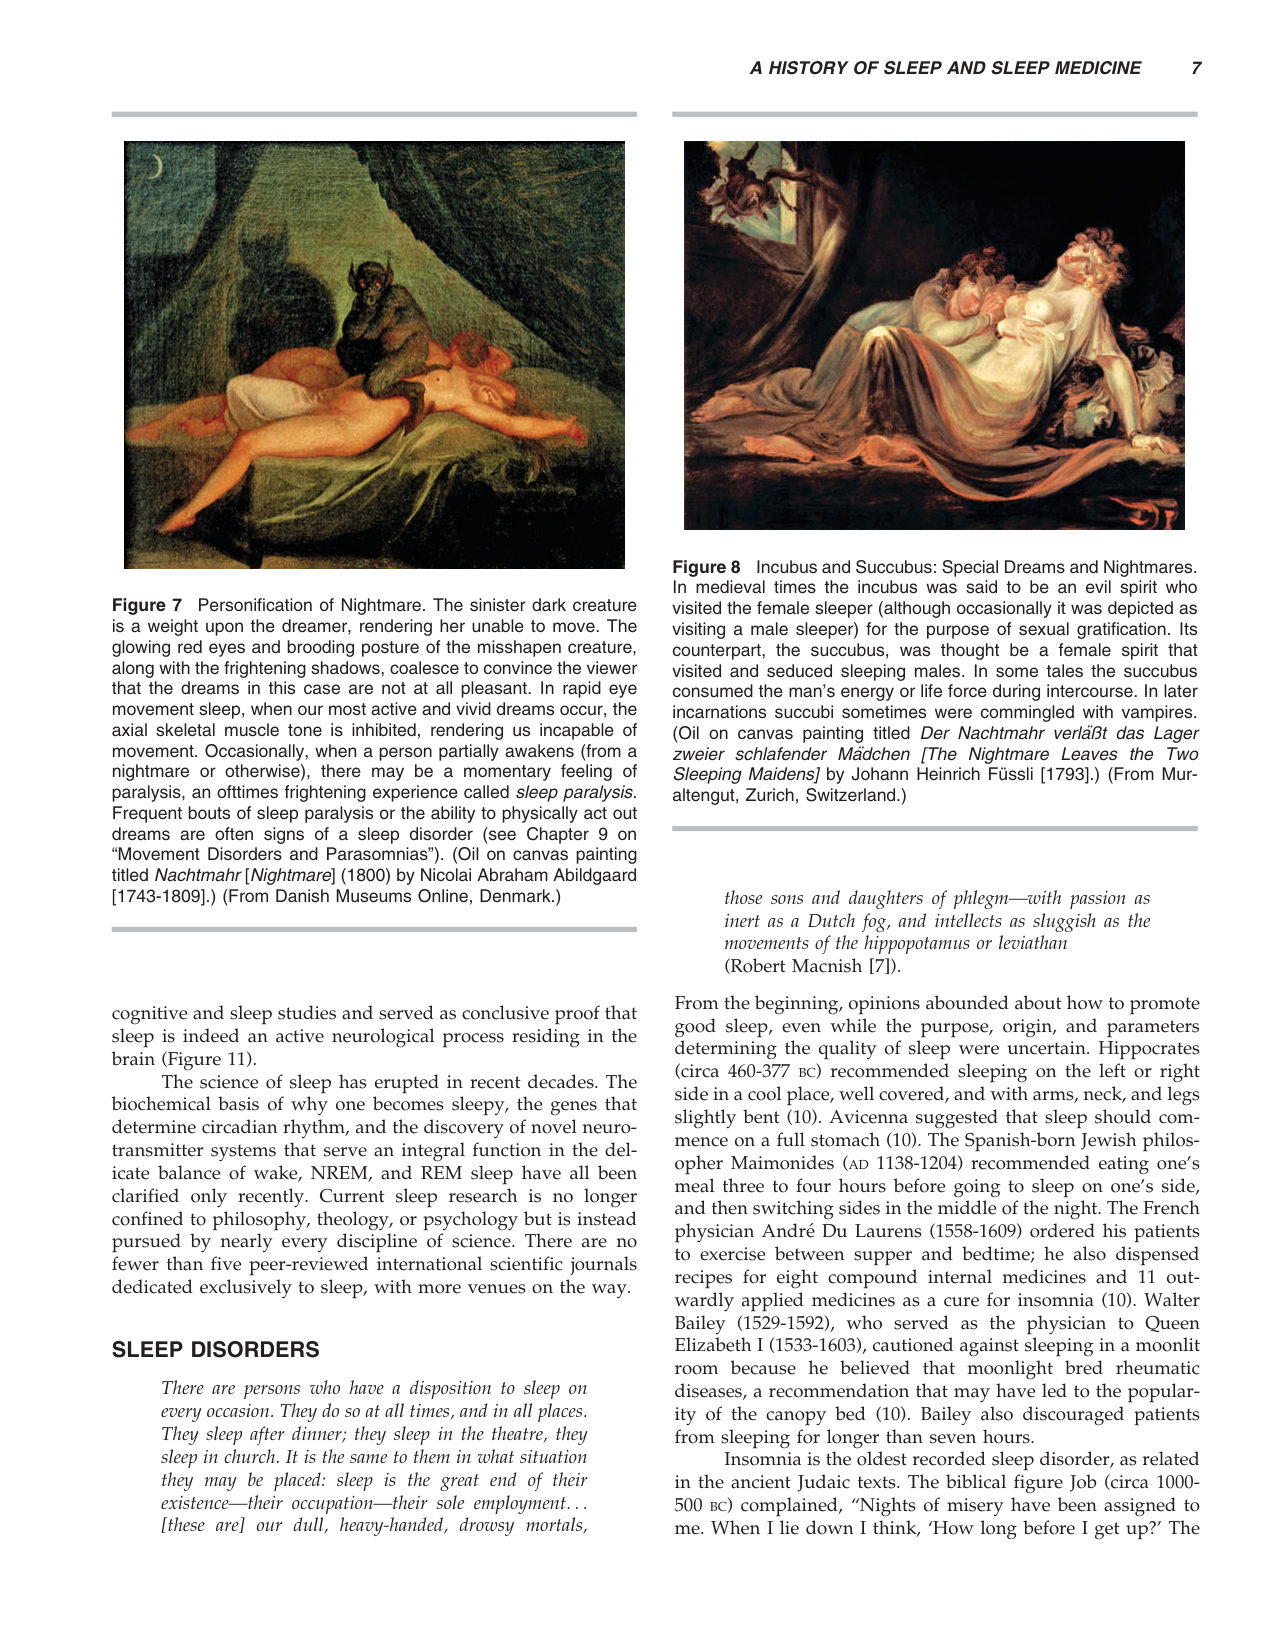 A HISTORY OF SLEEP AND SLEEP MEDICINE 7
Figure 7 Personification of Nightmare. The sinister dark creature
is a weight upon the dreamer, rendering her unable to move. The
glowing red eyes and brooding posture of the misshapen creature,
along with the frightening shadows, coalesce to convince the viewer
that the dreams in this case are not at all pleasant. In rapid eye
movement sleep, when our most active and vivid dreams occur, the
axial skeletal muscle tone is inhibited, rendering us incapable of
movement. Occasionally, when a person partially awakens (from a
nightmare or otherwise), there may be a momentary feeling of
paralysis, an ofttimes frightening experience called sleep paralysis.
Frequent bouts of sleep paralysis or the ability to physically act out
dreams are often signs of a sleep disorder (see Chapter 9 on
“Movement Disorders and Parasomnias”). (Oil on canvas painting
titled Nachtmahr [Nightmare] (1800) by Nicolai Abraham Abildgaard
[1743-1809].) (From Danish Museums Online, Denmark.)
cognitive and sleep studies and served as conclusive proof that
sleep is indeed an active neurological process residing in the
brain (Figure 11).
The science of sleep has erupted in recent decades. The
biochemical basis of why one becomes sleepy, the genes that
determine circadian rhythm, and the discovery of novel neuro-
transmitter systems that serve an integral function in the del-
icate balance of wake, NREM, and REM sleep have all been
clarified only recently. Current sleep research is no longer
confined to philosophy, theology, or psychology but is instead
pursued by nearly every discipline of science. There are no
fewer than five peer-reviewed international scientific journals
dedicated exclusively to sleep, with more venues on the way.
SLEEP DISORDERS
There are persons who have a disposition to sleep on
every occasion. They do so at all times, and in all places.
They sleep after dinner; they sleep in the theatre, they
sleep in church. It is the same to them in what situation
they may be placed: sleep is the great end of their
existence—their occupation—their sole employment. . .
[these are] our dull, heavy-handed, drowsy mortals,
Figure 8 Incubus and Succubus: Special Dreams and Nightmares.
In medieval times the incubus was said to be an evil spirit who
visited the female sleeper (although occasionally it was depicted as
visiting a male sleeper) for the purpose of sexual gratification. Its
counterpart, the succubus, was thought be a female spirit that
visited and seduced sleeping males. In some tales the succubus
consumed the man’s energy or life force during intercourse. In later
incarnations succubi sometimes were commingled with vampires.
(Oil on canvas painting titled Der Nachtmahr verläßt das Lager
zweier schlafender Mädchen [The Nightmare Leaves the Two
Sleeping Maidens] by Johann Heinrich Füssli [1793].) (From Mur-
altengut, Zurich, Switzerland.)
those sons and daughters of phlegm—with passion as
inert as a Dutch fog, and intellects as sluggish as the
movements of the hippopotamus or leviathan
(Robert Macnish [7]).
From the beginning, opinions abounded about how to promote
good sleep, even while the purpose, origin, and parameters
determining the quality of sleep were uncertain. Hippocrates
(circa 460-377 BC) recommended sleeping on the left or right
side in a cool place, well covered, and with arms, neck, and legs
slightly bent (10). Avicenna suggested that sleep should com-
mence on a full stomach (10). The Spanish-born Jewish philos-
opher Maimonides (AD 1138-1204) recommended eating one’s
meal three to four hours before going to sleep on one’s side,
and then switching sides in the middle of the night. The French
physician André Du Laurens (1558-1609) ordered his patients
to exercise between supper and bedtime; he also dispensed
recipes for eight compound internal medicines and 11 out-
wardly applied medicines as a cure for insomnia (10). Walter
Bailey (1529-1592), who served as the physician to Queen
Elizabeth I (1533-1603), cautioned against sleeping in a moonlit
room because he believed that moonlight bred rheumatic
diseases, a recommendation that may have led to the popular-
ity of the canopy bed (10). Bailey also discouraged patients
from sleeping for longer than seven hours.
Insomnia is the oldest recorded sleep disorder, as related
in the ancient Judaic texts. The biblical figure Job (circa 1000-
500 BC) complained, “Nights of misery have been assigned to
me. When I lie down I think, ‘How long before I get up?’ The